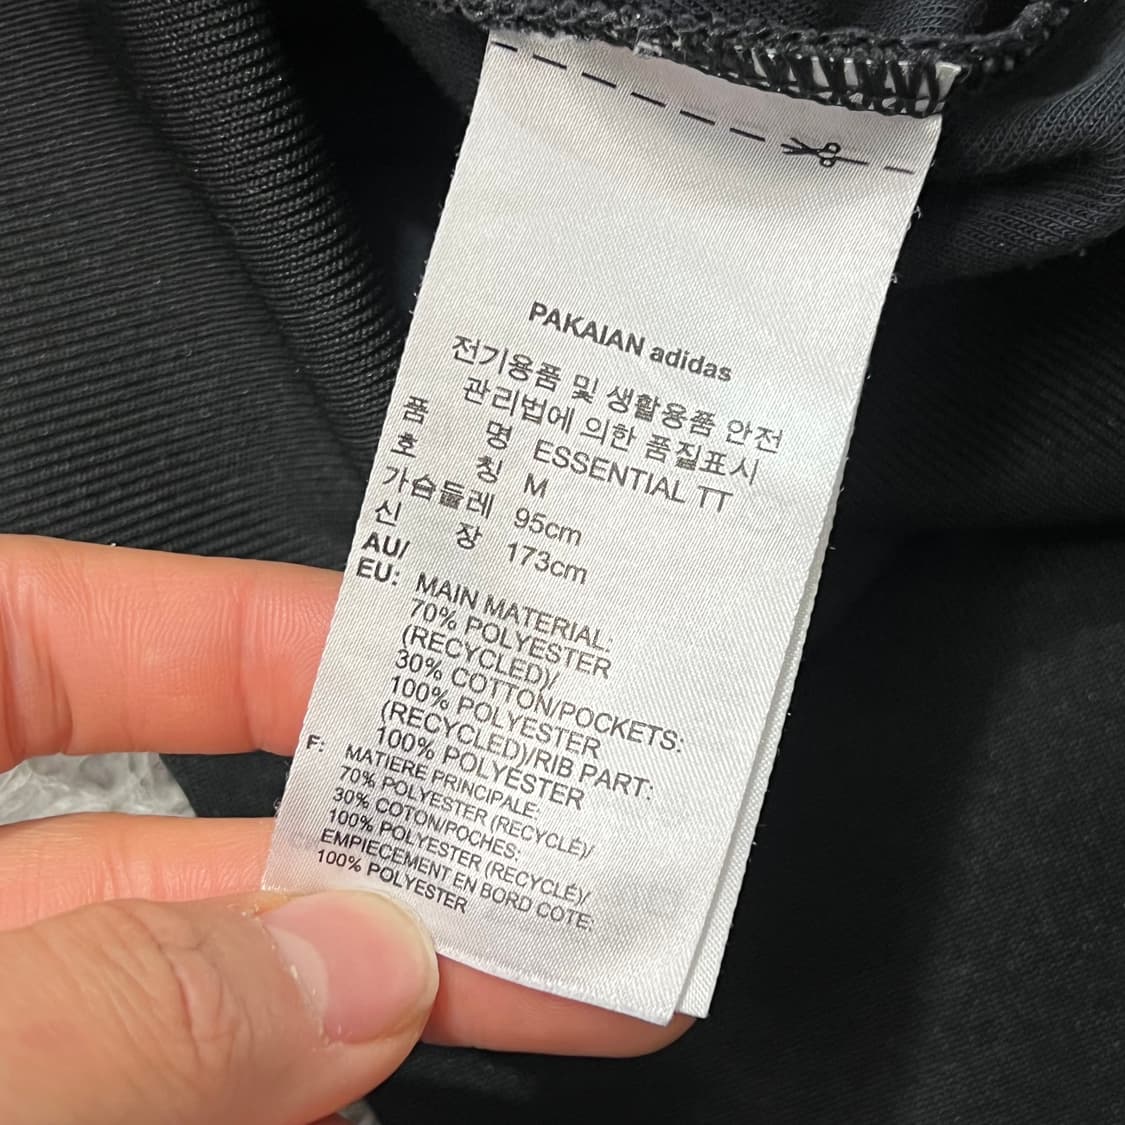 PAKAIAN adidas
전기용품 및 생활용품 안전
관리법에 의한 품질표시
품 명 ESSENTIAL TT
호 칭 M
가슴둘레 95cm
신 장 173cm
AU/
EU: MAIN MATERIAL:
70% POLYESTER
(RECYCLED)/
30% COTTON/POCKETS:
100% POLYESTER
(RECYCLED)/RIB PART:
100% POLYESTER
F: MATIERE PRINCIPALE:
70% POLYESTER (RECYCLÉ)/
30% COTON/POCHES:
100% POLYESTER (RECYCLÉ)/
EMPIECEMENT EN BORD COTE:
100% POLYESTER